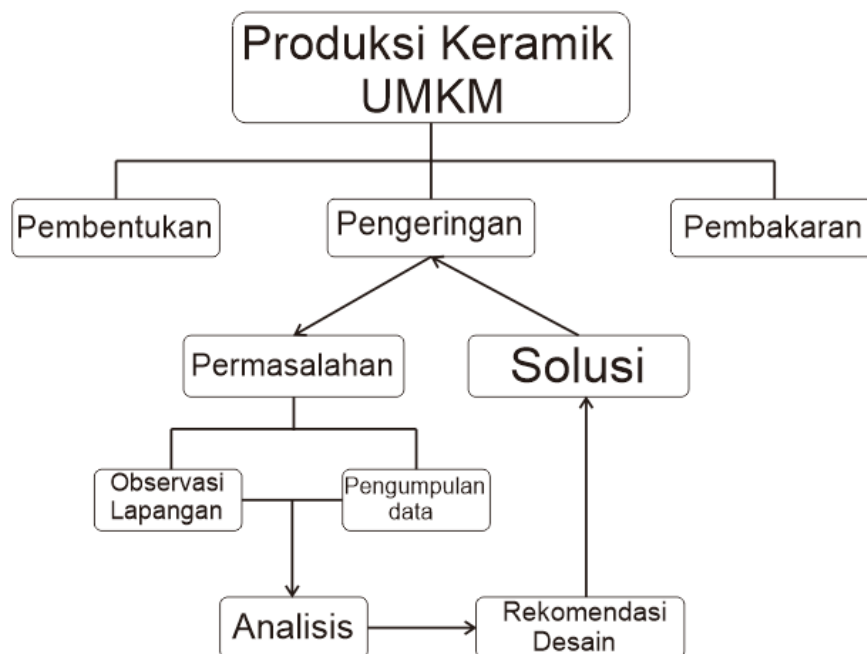 Produksi Keramik
UMKM
Pembentukan
Pengeringan
Pembakaran
Permasalahan
Solusi
Observasi
Lapangan
Pengumpulan
data
Analisis
Rekomendasi
Desain